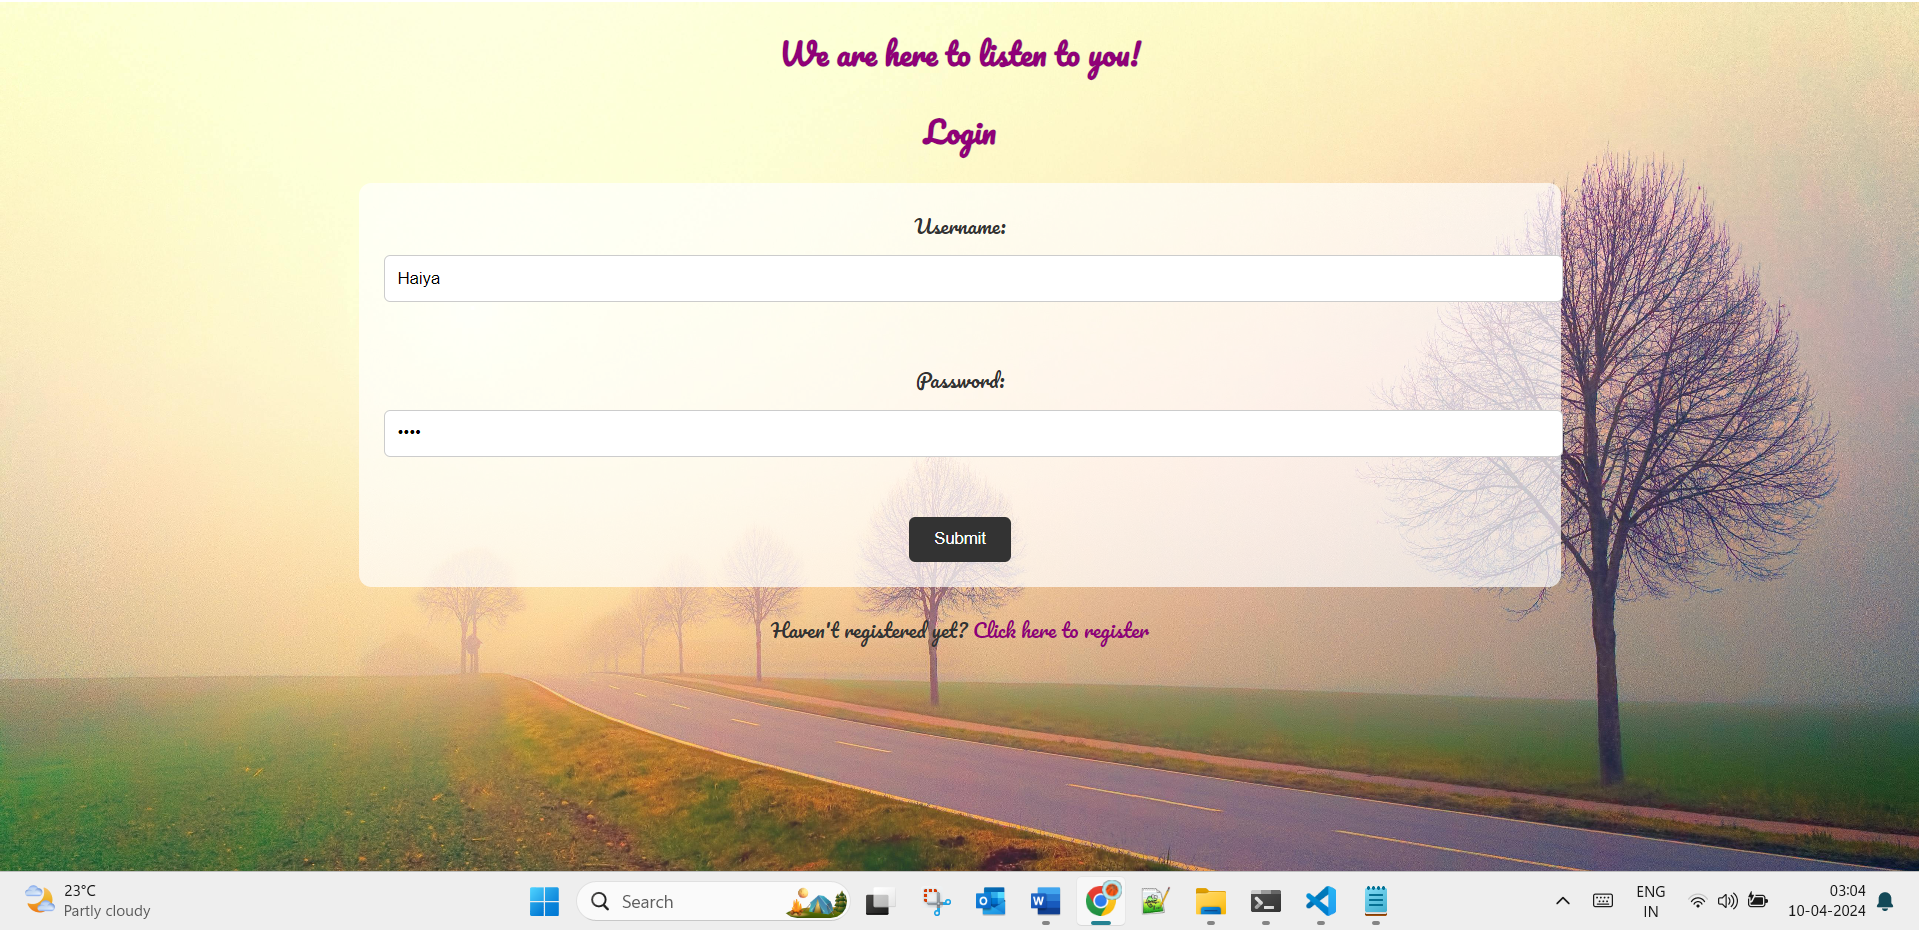 We are here to listen to you!
Login
Username:
Haiya
Password:
••••
Submit
Haven't registered yet? Click here to register
23°C
Partly cloudy
Search
ENG
IN
03:04
10-04-2024